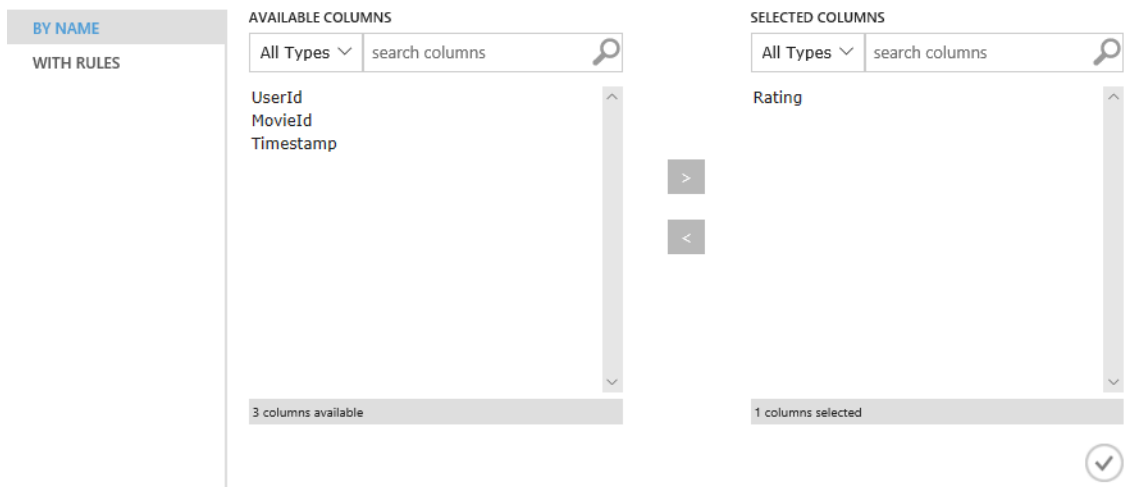 BY NAME
WITH RULES
AVAILABLE COLUMNS
All Types
search columns
UserId
MovieId
Timestamp
3 columns available
>
<
SELECTED COLUMNS
All Types
search columns
Rating
1 columns selected